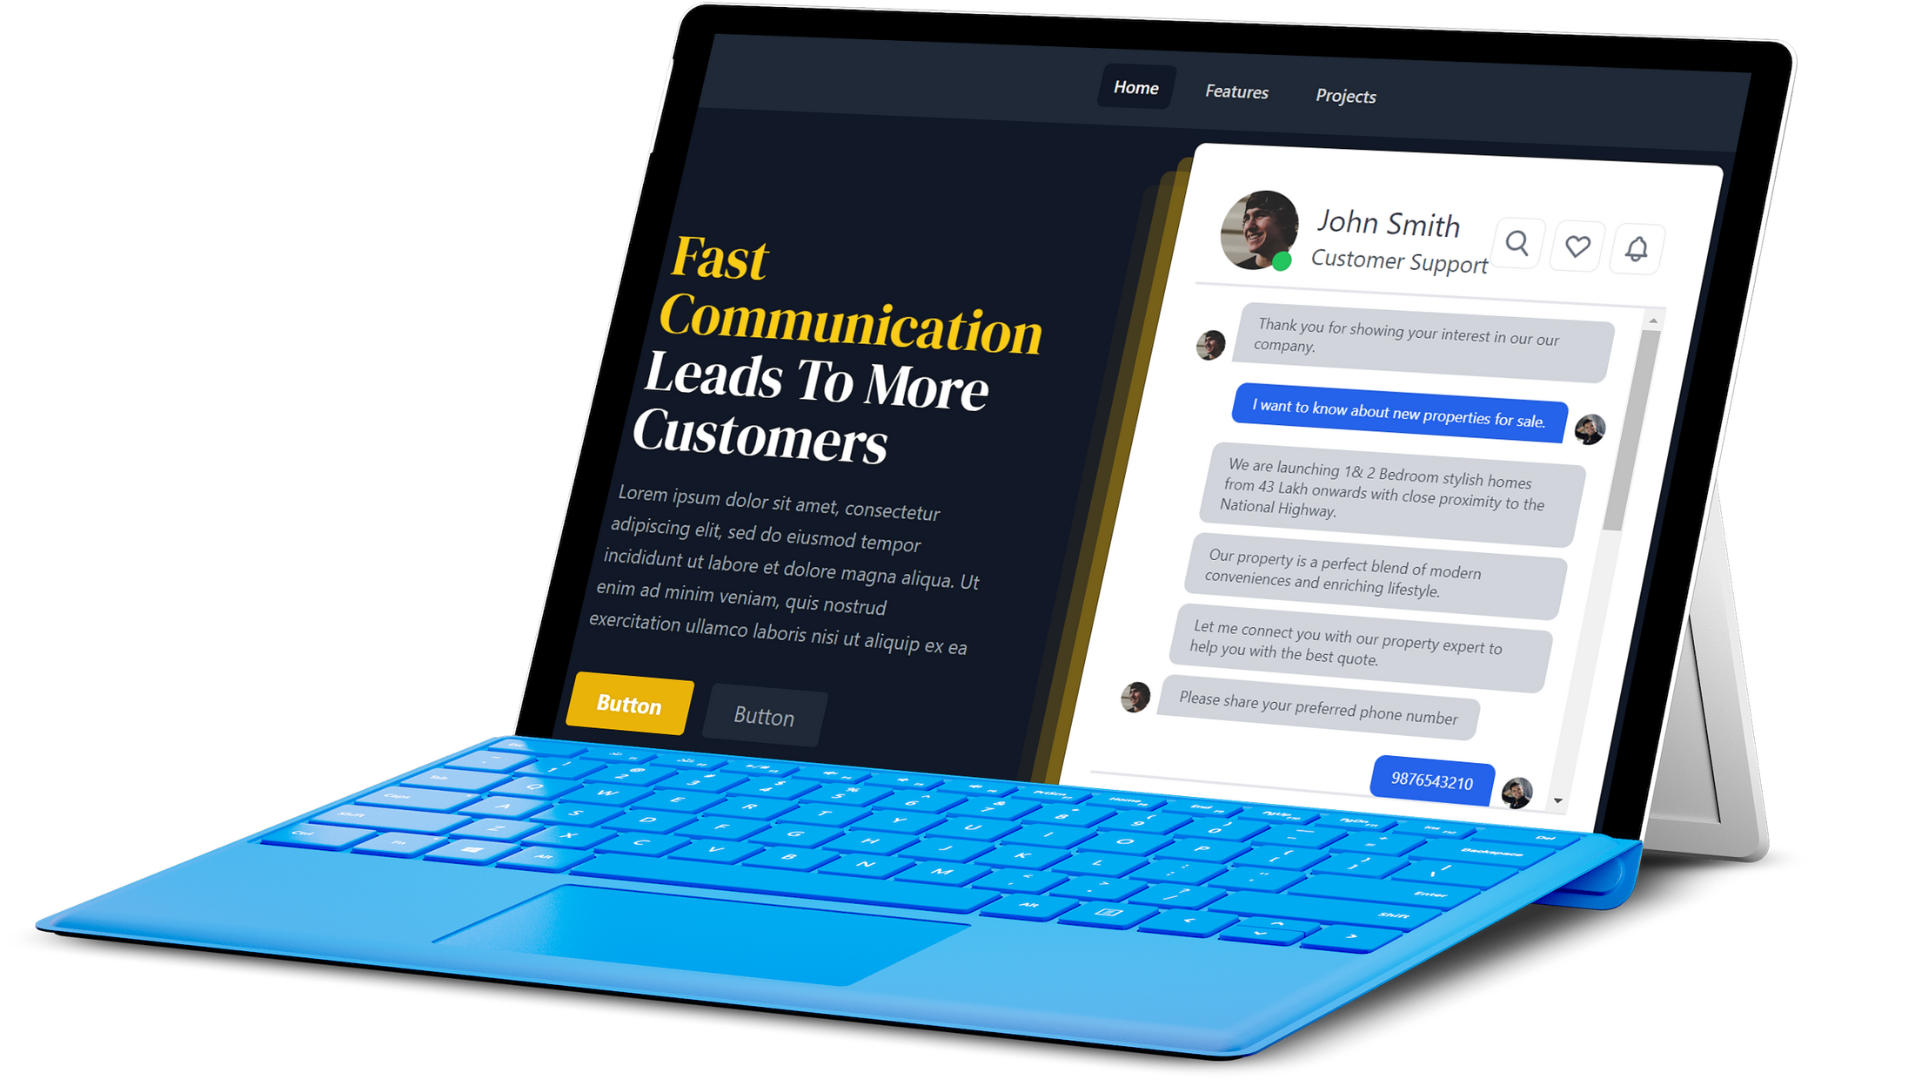 Home Features Projects
Fast
Communication
Leads To More
Customers
Lorem ipsum dolor sit amet, consectetur
adipiscing elit, sed do eiusmod tempor
incididunt ut labore et dolore magna aliqua. Ut
enim ad minim veniam, quis nostrud
exercitation ullamco laboris nisi ut aliquip ex ea
Button Button
John Smith
Customer Support
Thank you for showing your interest in our our
company.
I want to know about new properties for sale.
We are launching 1& 2 Bedroom stylish homes
from 43 Lakh onwards with close proximity to the
National Highway.
Our property is a perfect blend of modern
conveniences and enriching lifestyle.
Let me connect you with our property expert to
help you with the best quote.
Please share your preferred phone number
9876543210
Q W E R T Y U I O P
A S D F G H J K L
Z X C V B N M
Backspace
Enter
Shift
Alt